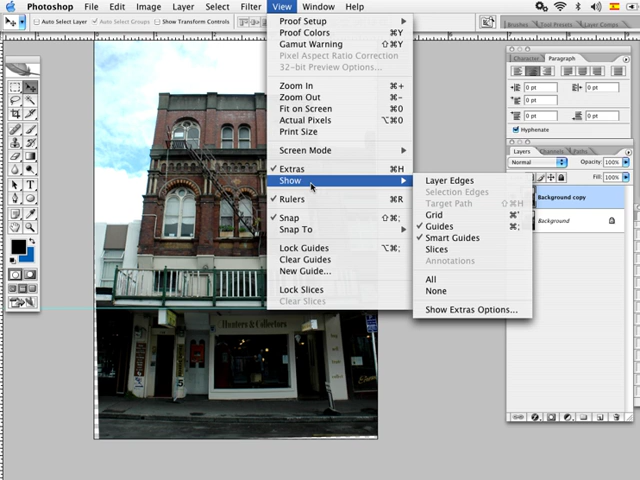 Photoshop File Edit Image Layer Select Filter View Window Help
Auto Select Layer Auto Select Groups Show Transform Controls
Brushes Tool Presets Layer Comps
Proof Setup
Proof Colors ⌘Y
Gamut Warning ⇧⌘Y
Pixel Aspect Ratio Correction
32-bit Preview Options...
Zoom In ⌘+
Zoom Out ⌘-
Fit on Screen ⌘0
Actual Pixels ⌥⌘0
Print Size
Screen Mode
Extras ⌘H
Show
Rulers ⌘R
Snap ⇧⌘;
Snap To
Lock Guides ⌥⌘;
Clear Guides
New Guide...
Lock Slices
Clear Slices
Layer Edges
Selection Edges
Target Path ⇧⌘H
Grid ⌘'
Guides ⌘;
Smart Guides
Slices
Annotations
All
None
Show Extras Options...
Character Paragraph
0 pt 0 pt
0 pt
0 pt 0 pt
Hyphenate
Layers Channels Paths
Normal Opacity: 100%
Fill: 100%
Background copy
Background
Hunters & Collectors